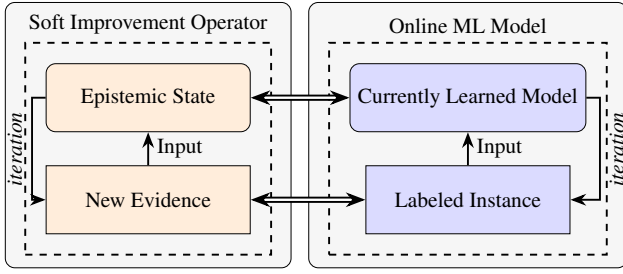 Soft Improvement Operator
Online ML Model
Epistemic State
Currently Learned Model
iteration
Input
Input
iteration
New Evidence
Labeled Instance